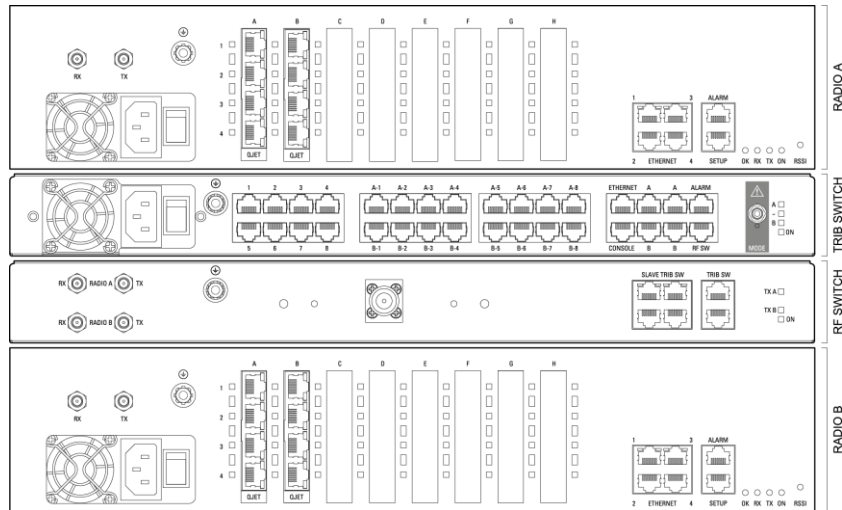 A B C D E F G H
1
RX TX
2
3
4
QJET QJET
1 3 ALARM
2 ETHERNET 4 SETUP OK RX TX ON RSSI
RADIO A
1 2 3 4 A-1 A-2 A-3 A-4 A-5 A-6 A-7 A-8 ETHERNET A A ALARM
5 6 7 8 B-1 B-2 B-3 B-4 B-5 B-6 B-7 B-8 CONSOLE B B RF SW
MODE
A
–
B
ON
TRIB SWITCH
RX RADIO A TX
RX RADIO B TX
SLAVE TRIB SW TRIB SW
TX A
TX B
ON
RF SWITCH
A B C D E F G H
1
RX TX
2
3
4
QJET QJET
1 3 ALARM
2 ETHERNET 4 SETUP OK RX TX ON RSSI
RADIO B